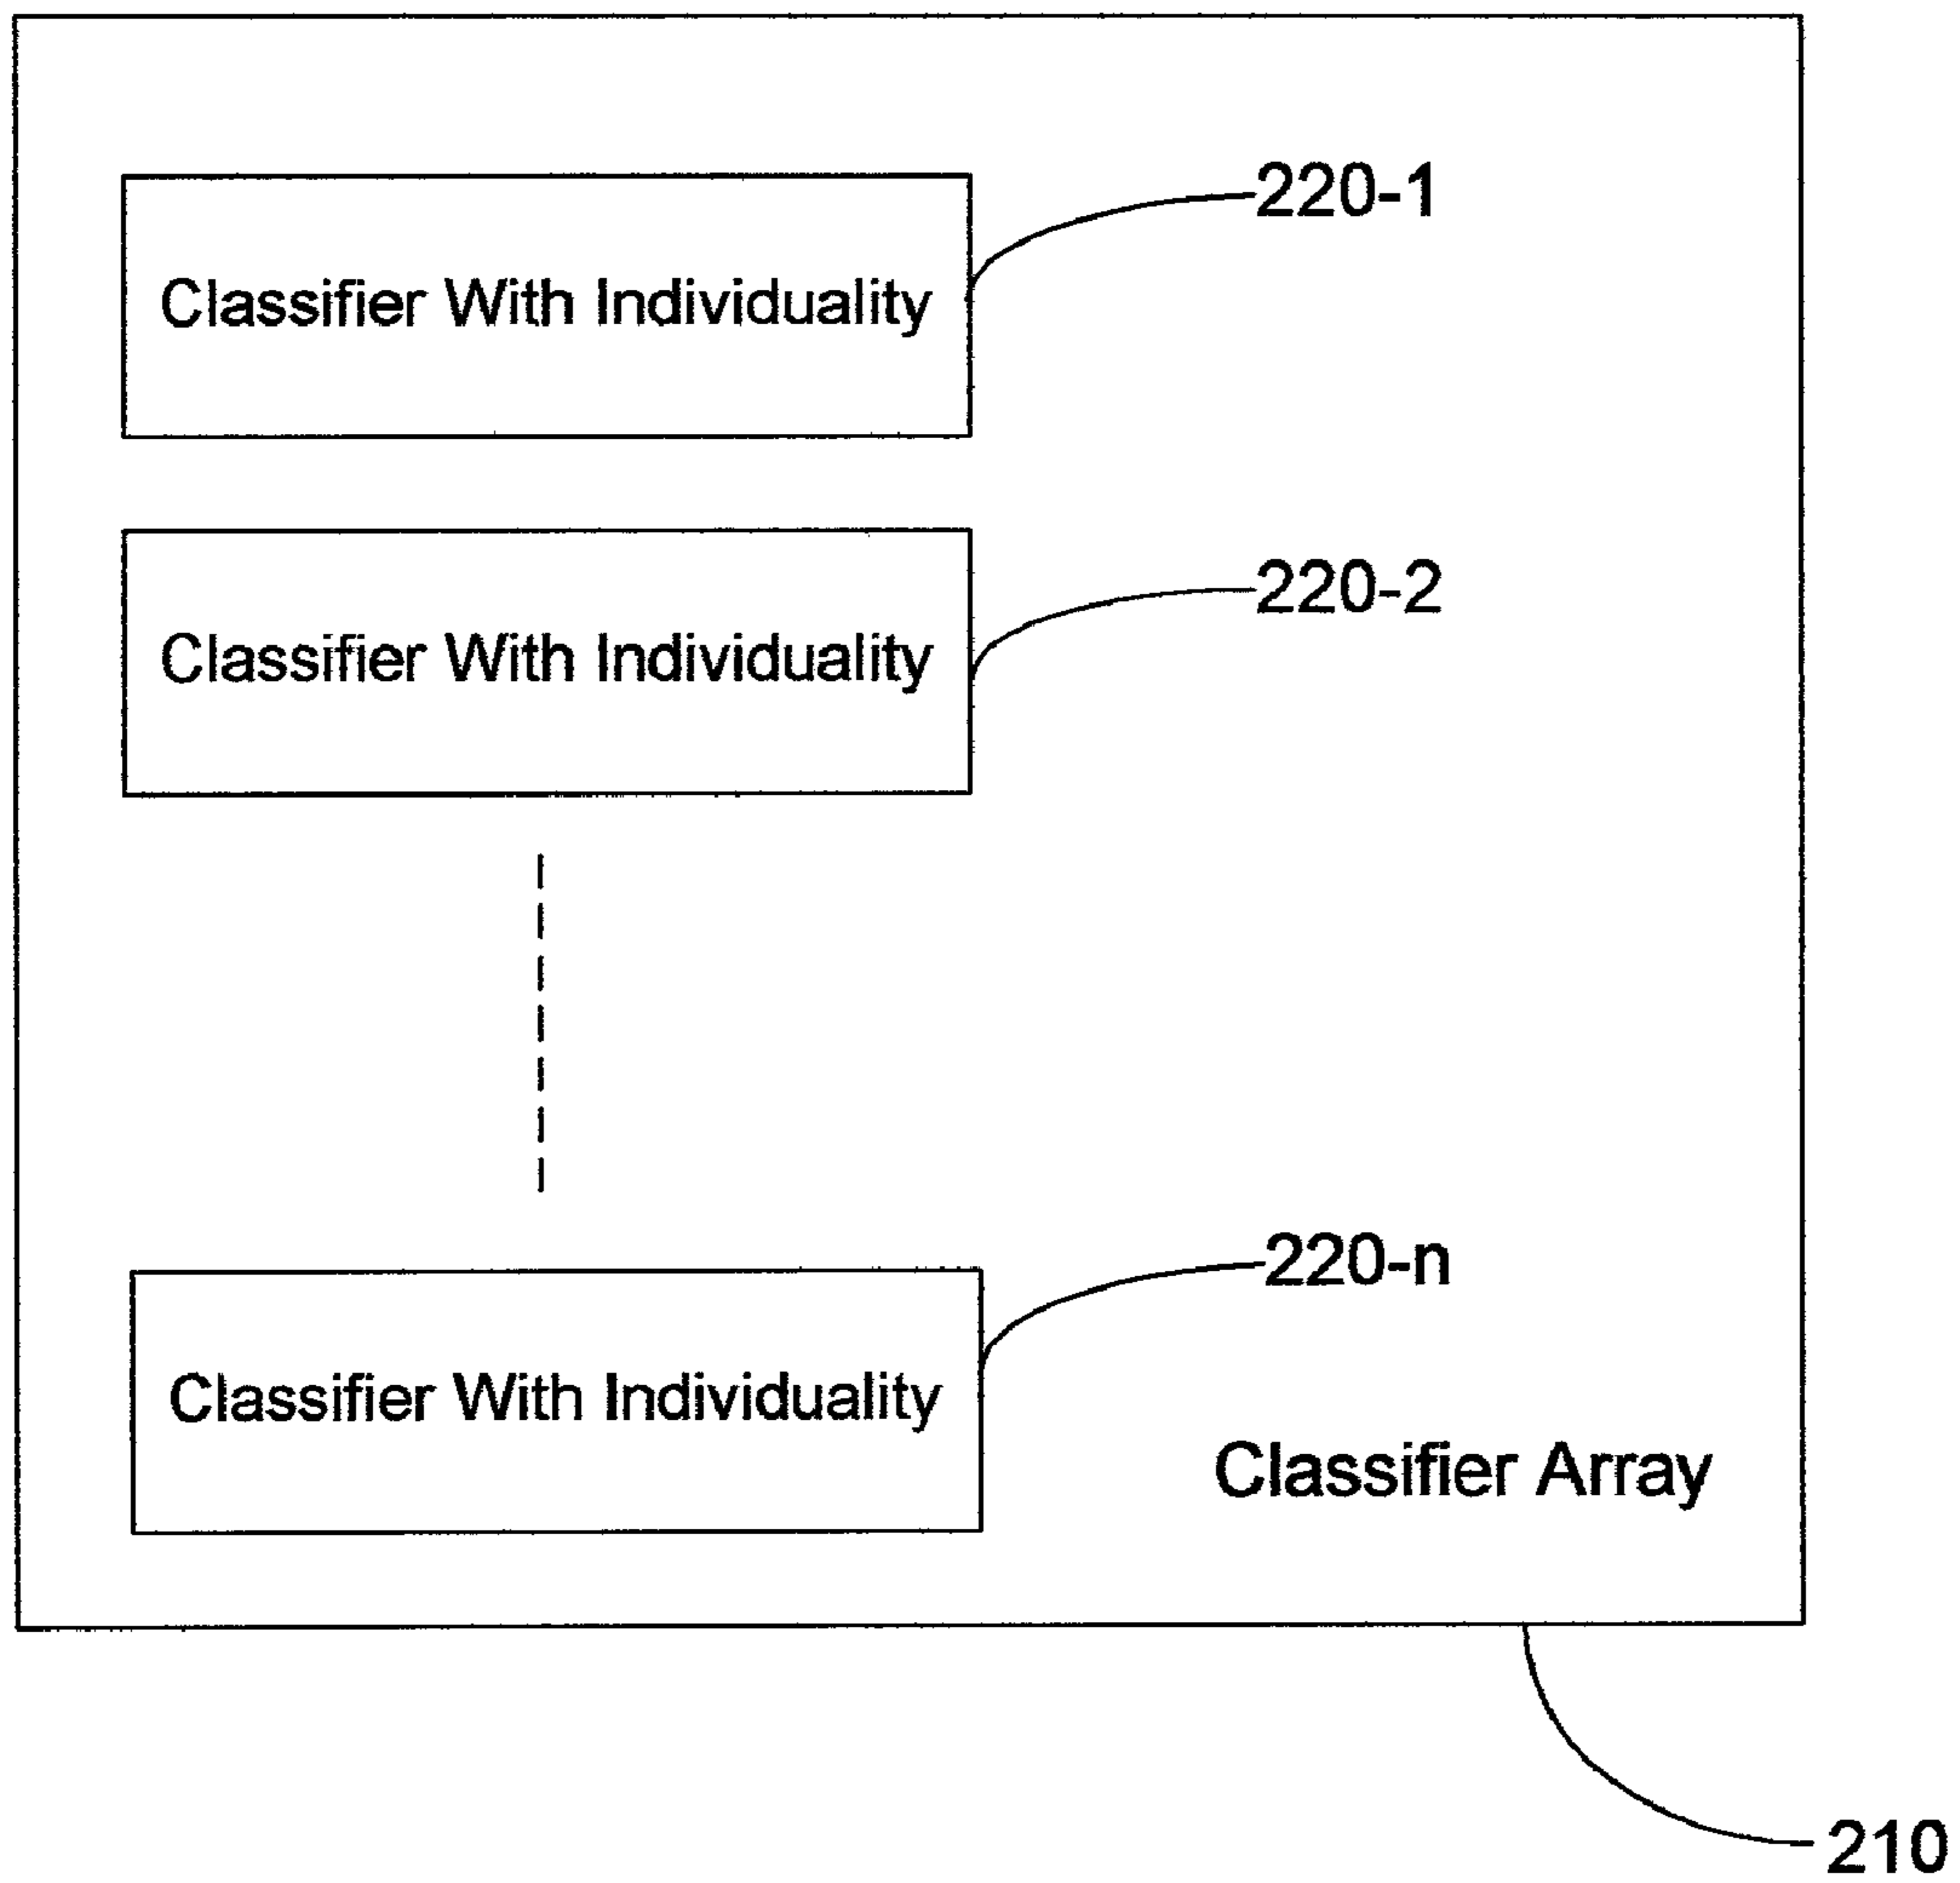 220-1
Classifier With Individuality
220-2
Classifier With Individuality
220-n
Classifier With Individuality
Classifier Array
210